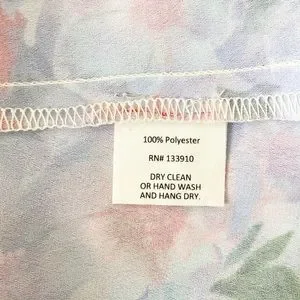 100% Polyester
RN# 133910
DRY CLEAN
OR HAND WASH
AND HANG DRY.